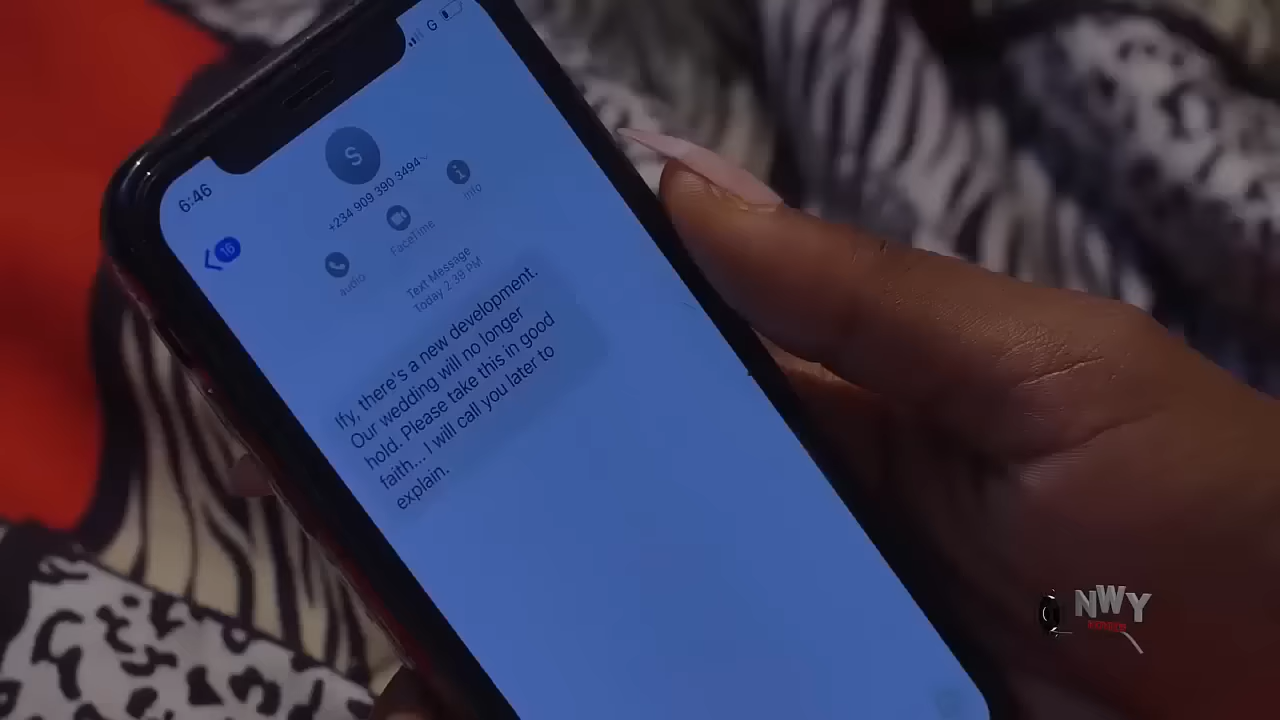 G
6:46
16
S
+234 909 390 3494
audio
FaceTime
info
Text Message
Today 2:39 PM
Ify, there's a new development.
Our wedding will no longer
hold. Please take this in good
faith... I will call you later to
explain.
NWY